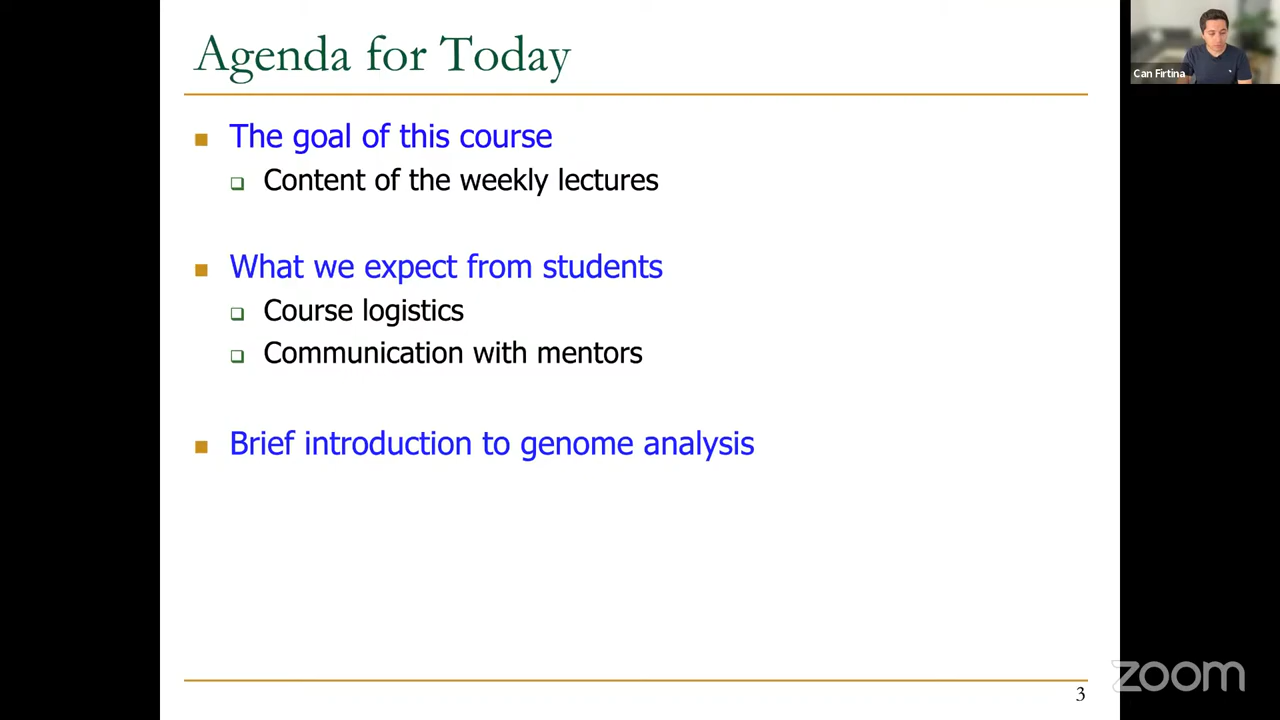 Agenda for Today
Can Firtina
The goal of this course
Content of the weekly lectures
What we expect from students
Course logistics
Communication with mentors
Brief introduction to genome analysis
zoom
3